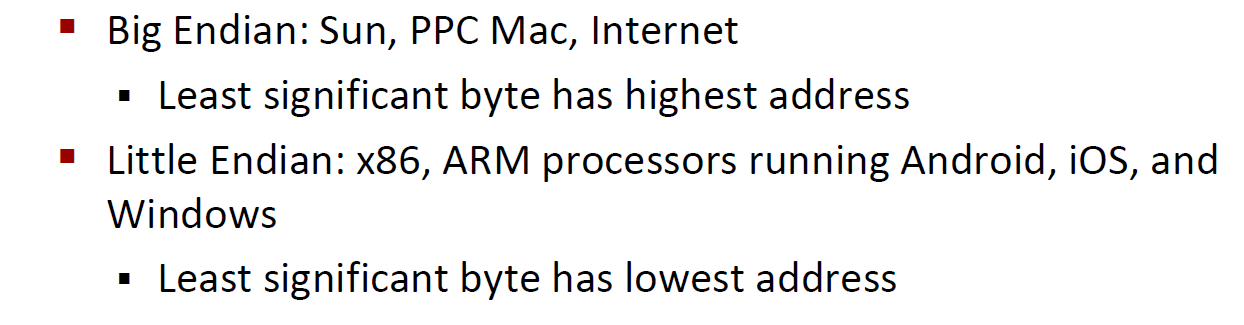 ▪ Big Endian: Sun, PPC Mac, Internet
▪ Least significant byte has highest address
▪ Little Endian: x86, ARM processors running Android, iOS, and
Windows
▪ Least significant byte has lowest address